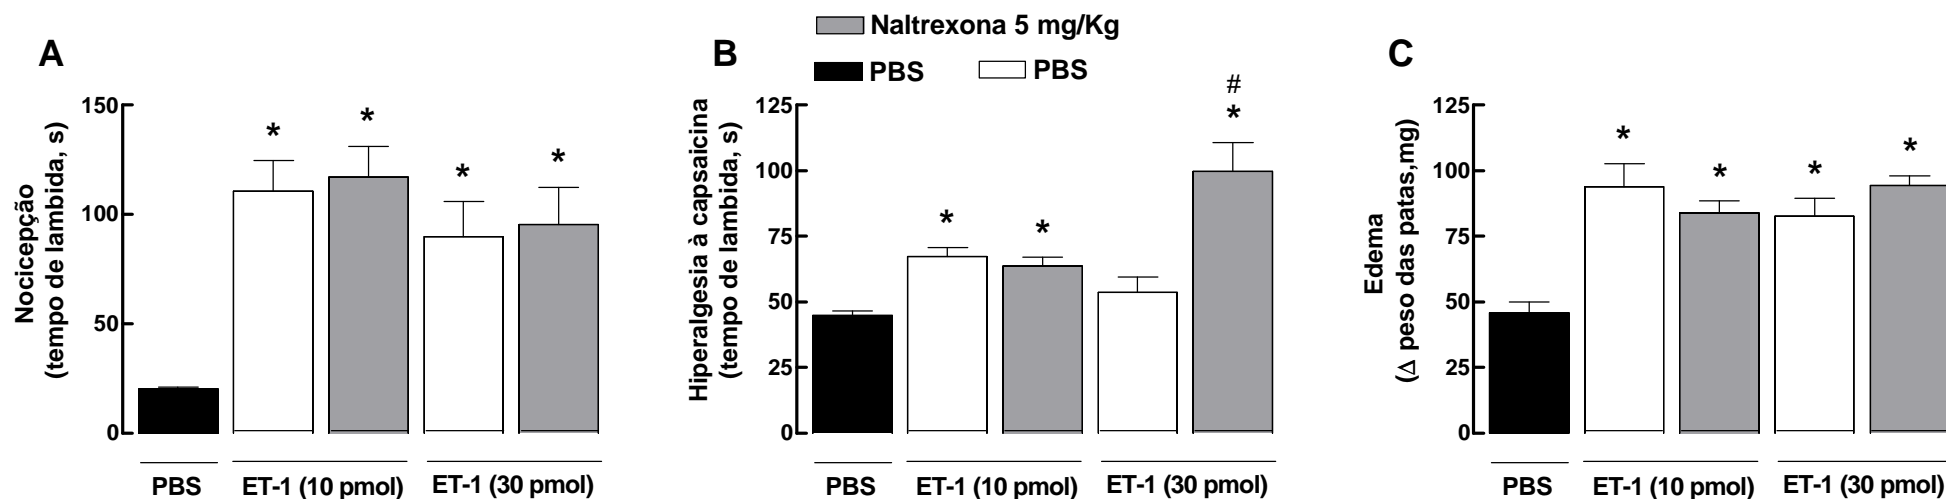 Naltrexona 5 mg/Kg
PBS
PBS
A
Nocicepção
(tempo de lambida, s)
150
100
50
0
*
*
*
*
PBS
ET-1 (10 pmol)
ET-1 (30 pmol)
B
Hiperalgesia à capsaicina
(tempo de lambida, s)
125
100
75
50
25
0
*
*
#
*
PBS
ET-1 (10 pmol)
ET-1 (30 pmol)
C
Edema
(Δ peso das patas,mg)
125
100
75
50
25
0
*
*
*
*
PBS
ET-1 (10 pmol)
ET-1 (30 pmol)